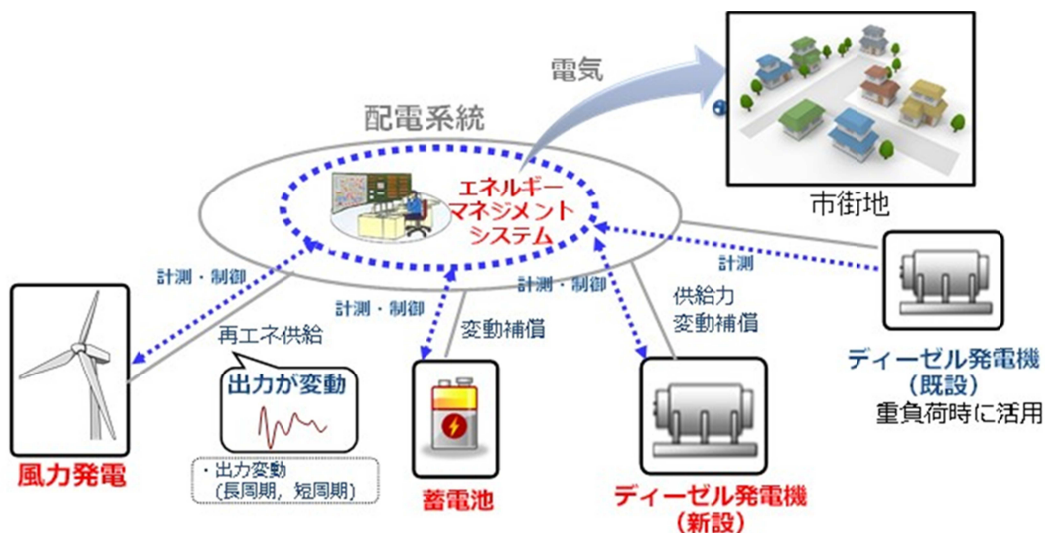 電気
配電系統
エネルギー
マネジメント
システム
市街地
計測・制御
計測・制御
計測・制御
計測
再エネ供給
変動補償
供給力
変動補償
出力が変動
・出力変動
(長周期, 短周期)
風力発電
蓄電池
ディーゼル発電機
（新設）
ディーゼル発電機
（既設）
重負荷時に活用